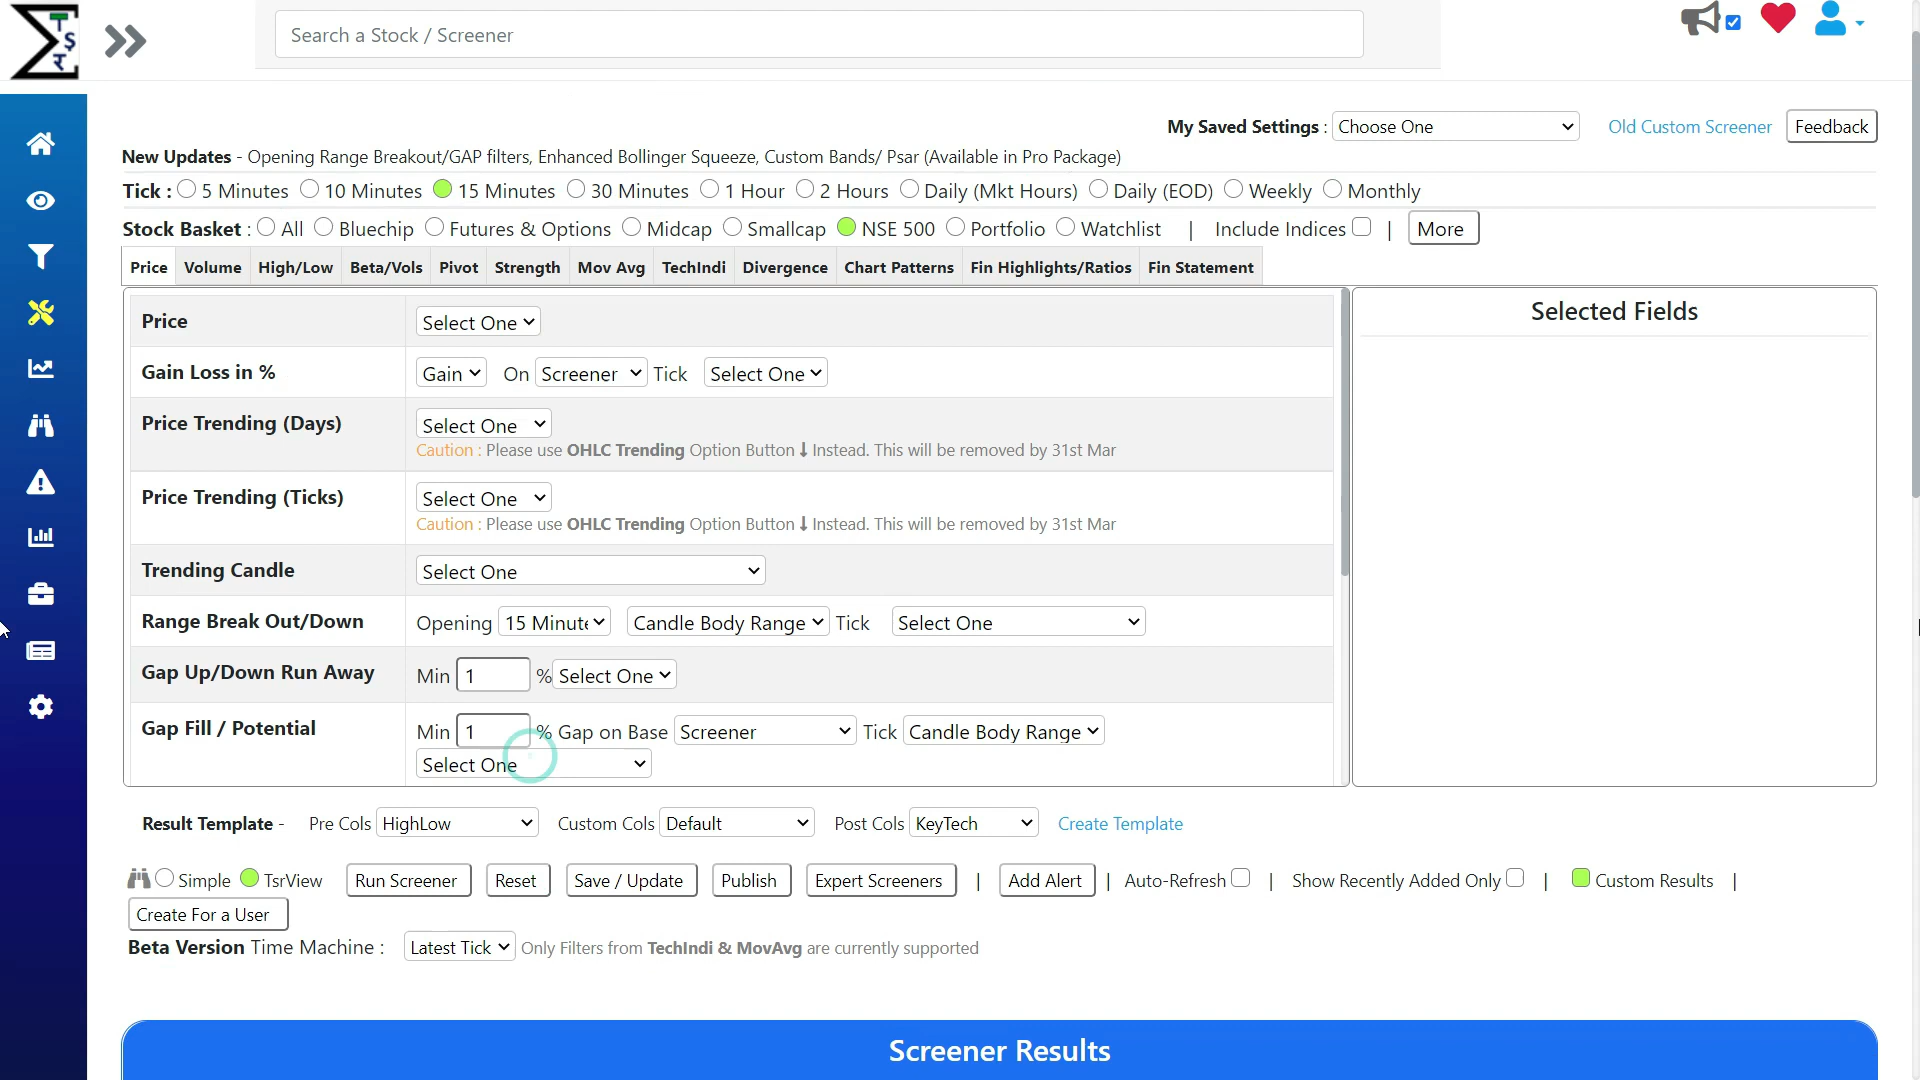 Search a Stock / Screener
My Saved Settings : Choose One Old Custom Screener Feedback
New Updates - Opening Range Breakout/GAP filters, Enhanced Bollinger Squeeze, Custom Bands/ Psar (Available in Pro Package)
Tick : 5 Minutes 10 Minutes 15 Minutes 30 Minutes 1 Hour 2 Hours Daily (Mkt Hours) Daily (EOD) Weekly Monthly
Stock Basket : All Bluechip Futures & Options Midcap Smallcap NSE 500 Portfolio Watchlist | Include Indices | More
Price Volume High/Low Beta/Vols Pivot Strength Mov Avg TechIndi Divergence Chart Patterns Fin Highlights/Ratios Fin Statement
Selected Fields
Price Select One
Gain Loss in % Gain On Screener Tick Select One
Price Trending (Days) Select One
Caution : Please use OHLC Trending Option Button Instead. This will be removed by 31st Mar
Price Trending (Ticks) Select One
Caution : Please use OHLC Trending Option Button Instead. This will be removed by 31st Mar
Trending Candle Select One
Range Break Out/Down Opening 15 Minute Candle Body Range Tick Select One
Gap Up/Down Run Away Min 1 % Select One
Gap Fill / Potential Min 1 % Gap on Base Screener Tick Candle Body Range
Select One
Result Template - Pre Cols HighLow Custom Cols Default Post Cols KeyTech Create Template
Simple TsrView Run Screener Reset Save / Update Publish Expert Screeners | Add Alert | Auto-Refresh | Show Recently Added Only | Custom Results |
Create For a User
Beta Version Time Machine : Latest Tick Only Filters from TechIndi & MovAvg are currently supported
Screener Results